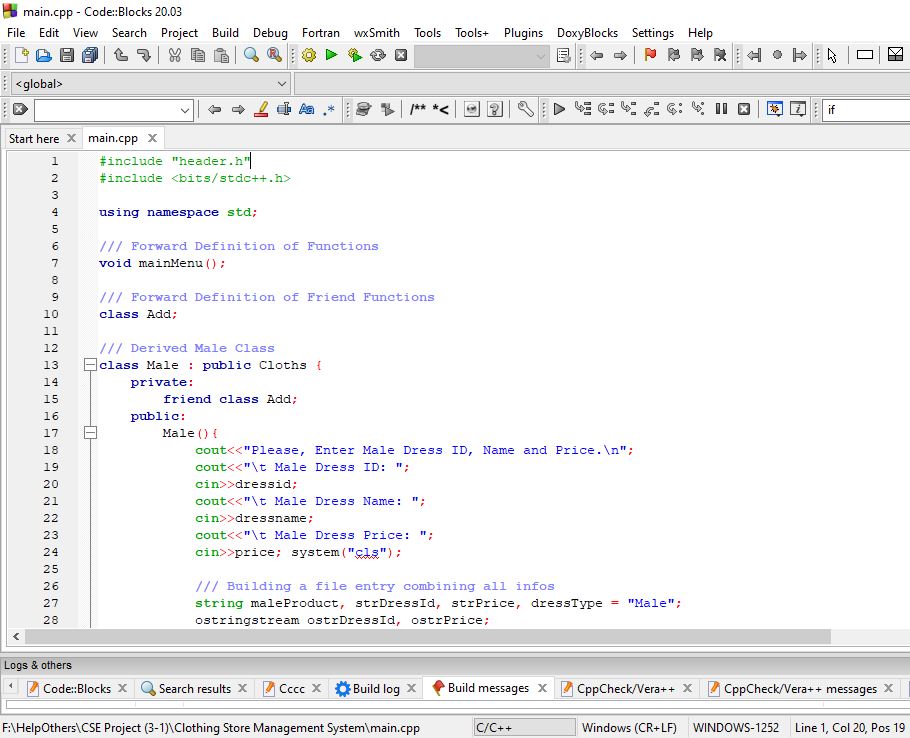 main.cpp - Code::Blocks 20.03
File Edit View Search Project Build Debug Fortran wxSmith Tools Tools+ Plugins DoxyBlocks Settings Help
<global>
/** *< if
Start here main.cpp
1 #include "header.h"
2 #include <bits/stdc++.h>
3
4 using namespace std;
5
6 /// Forward Definition of Functions
7 void mainMenu();
8
9 /// Forward Definition of Friend Functions
10 class Add;
11
12 /// Derived Male Class
13 class Male : public Cloths {
14 private:
15 friend class Add;
16 public:
17 Male(){
18 cout<<"Please, Enter Male Dress ID, Name and Price.\n";
19 cout<<"\t Male Dress ID: ";
20 cin>>dressid;
21 cout<<"\t Male Dress Name: ";
22 cin>>dressname;
23 cout<<"\t Male Dress Price: ";
24 cin>>price; system("cls");
25
26 /// Building a file entry combining all infos
27 string maleProduct, strDressId, strPrice, dressType = "Male";
28 ostringstream ostrDressId, ostrPrice;
Logs & others
Code::Blocks Search results Cccc Build log Build messages CppCheck/Vera++ CppCheck/Vera++ messages
F:\HelpOthers\CSE Project (3-1)\Clothing Store Management System\main.cpp C/C++ Windows (CR+LF) WINDOWS-1252 Line 1, Col 20, Pos 19